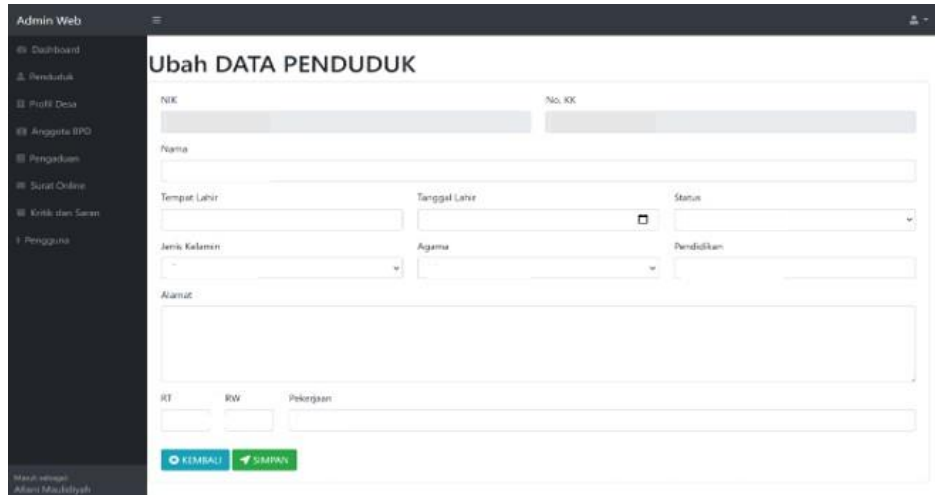 Admin Web
Dashboard
Penduduk
Profil Desa
Anggota BPD
Pengaduan
Surat Online
Kritik dan Saran
Pengguna
Masuk sebagai:
Afiani Maulidiyah
Ubah DATA PENDUDUK
NIK No. KK
Nama
Tempat Lahir Tanggal Lahir Status
Jenis Kelamin Agama Pendidikan
Alamat
RT RW Pekerjaan
KEMBALI SIMPAN